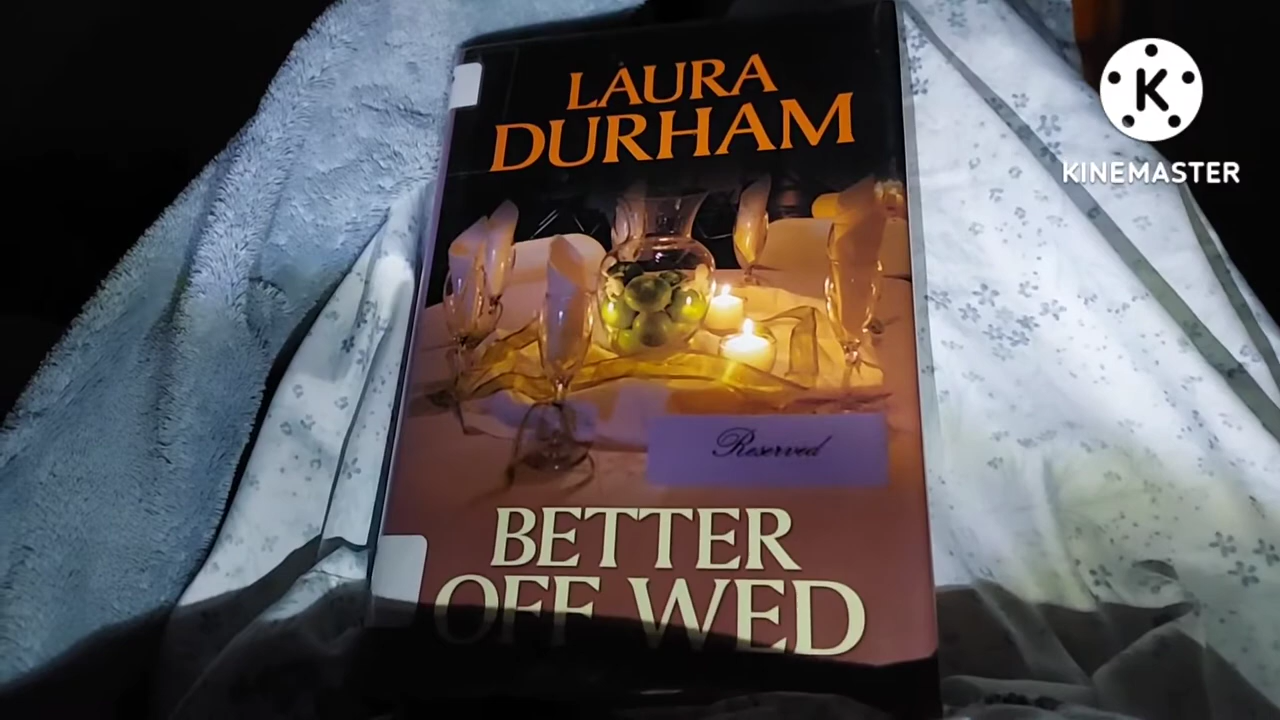 LAURA
DURHAM
K
KINEMASTER
Reserved
BETTER
OFF WED